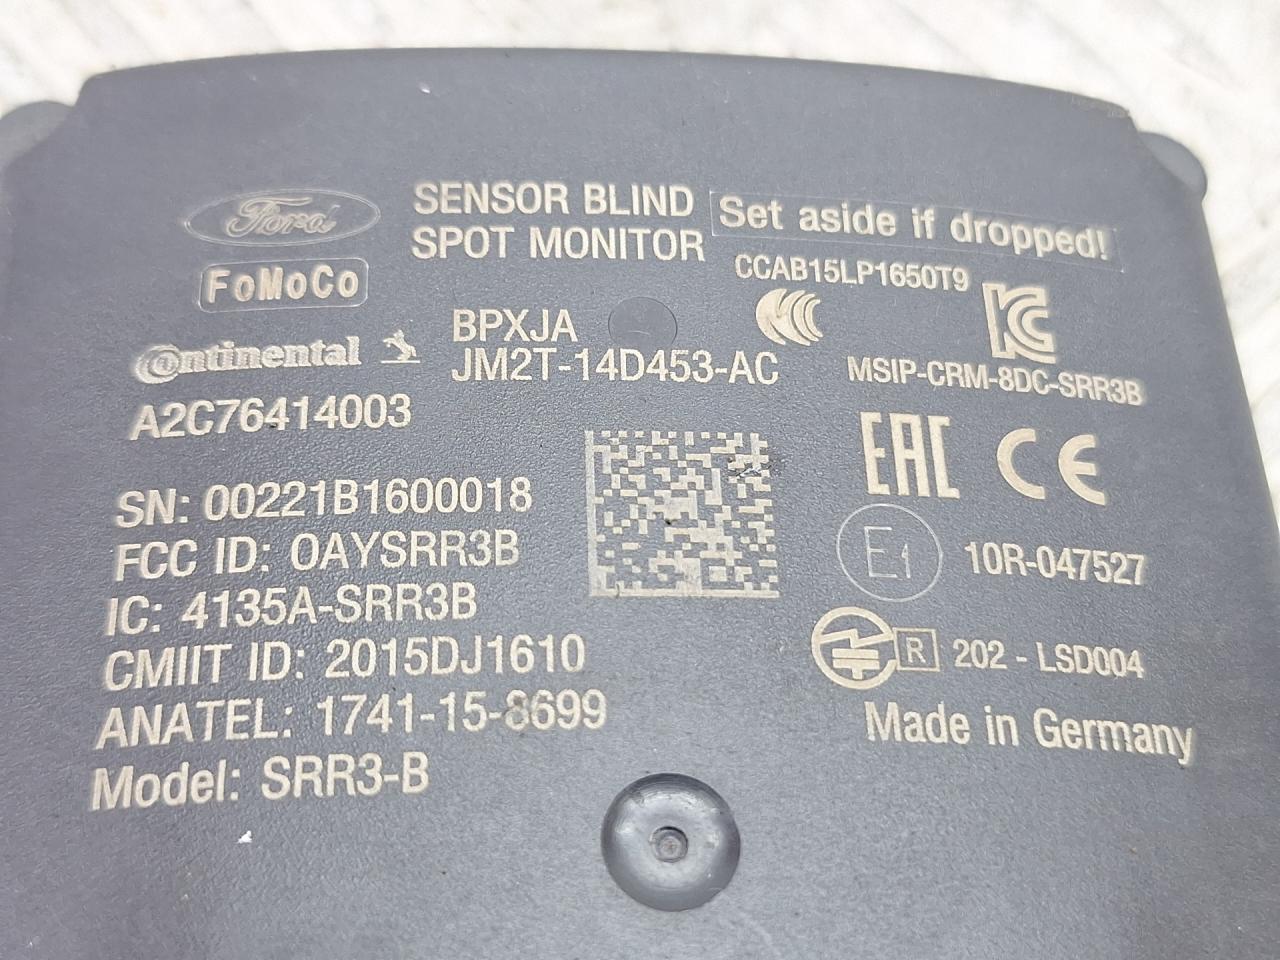 Ford
FoMoCo
SENSOR BLIND
SPOT MONITOR
Set aside if dropped!
CCAB15LP1650T9
Continental
BPXJA
JM2T-14D453-AC
MSIP-CRM-8DC-SRR3B
A2C76414003
EAC CE
SN: 00221B1600018
FCC ID: OAYSRR3B
IC: 4135A-SRR3B
CMIIT ID: 2015DJ1610
ANATEL: 1741-15-8699
Model: SRR3-B
E1 10R-047527
R 202 - LSD004
Made in Germany